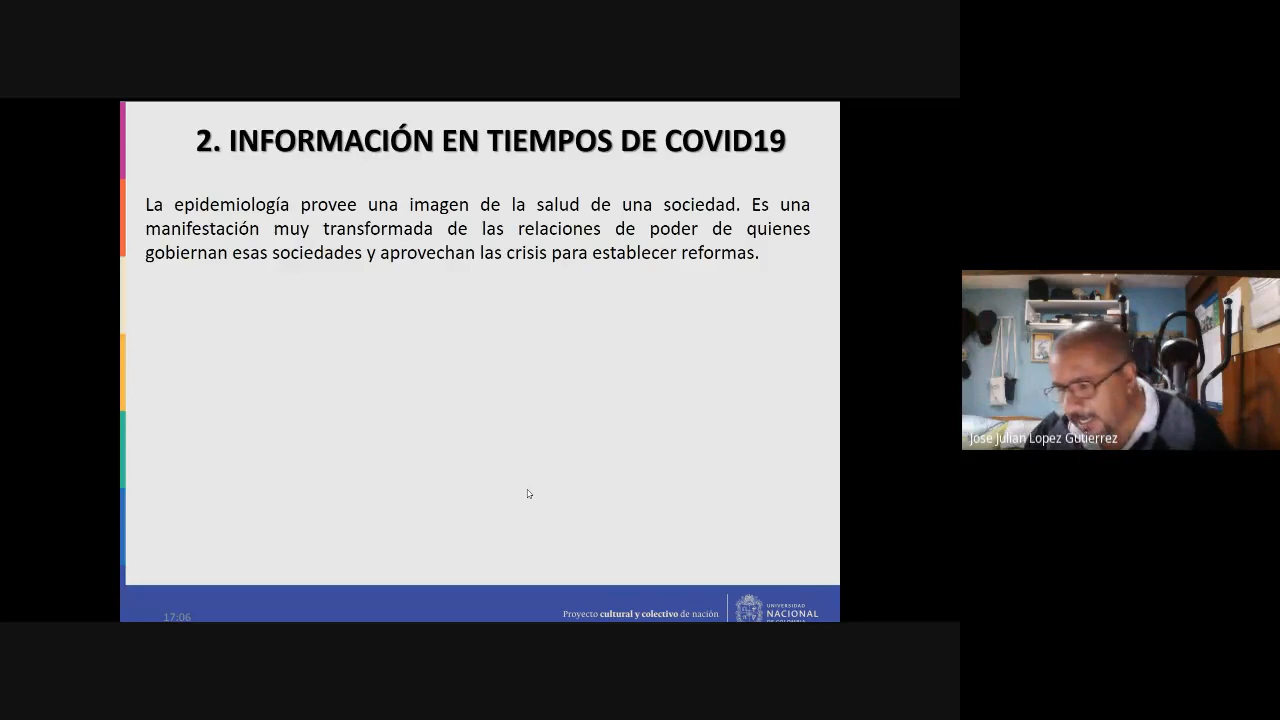 2. INFORMACIÓN EN TIEMPOS DE COVID19
La epidemiología provee una imagen de la salud de una sociedad. Es una
manifestación muy transformada de las relaciones de poder de quienes
gobiernan esas sociedades y aprovechan las crisis para establecer reformas.
Jose Julian Lopez Gutierrez
17:06
Proyecto cultural y colectivo de nación
UNIVERSIDAD
NACIONAL
DE COLOMBIA